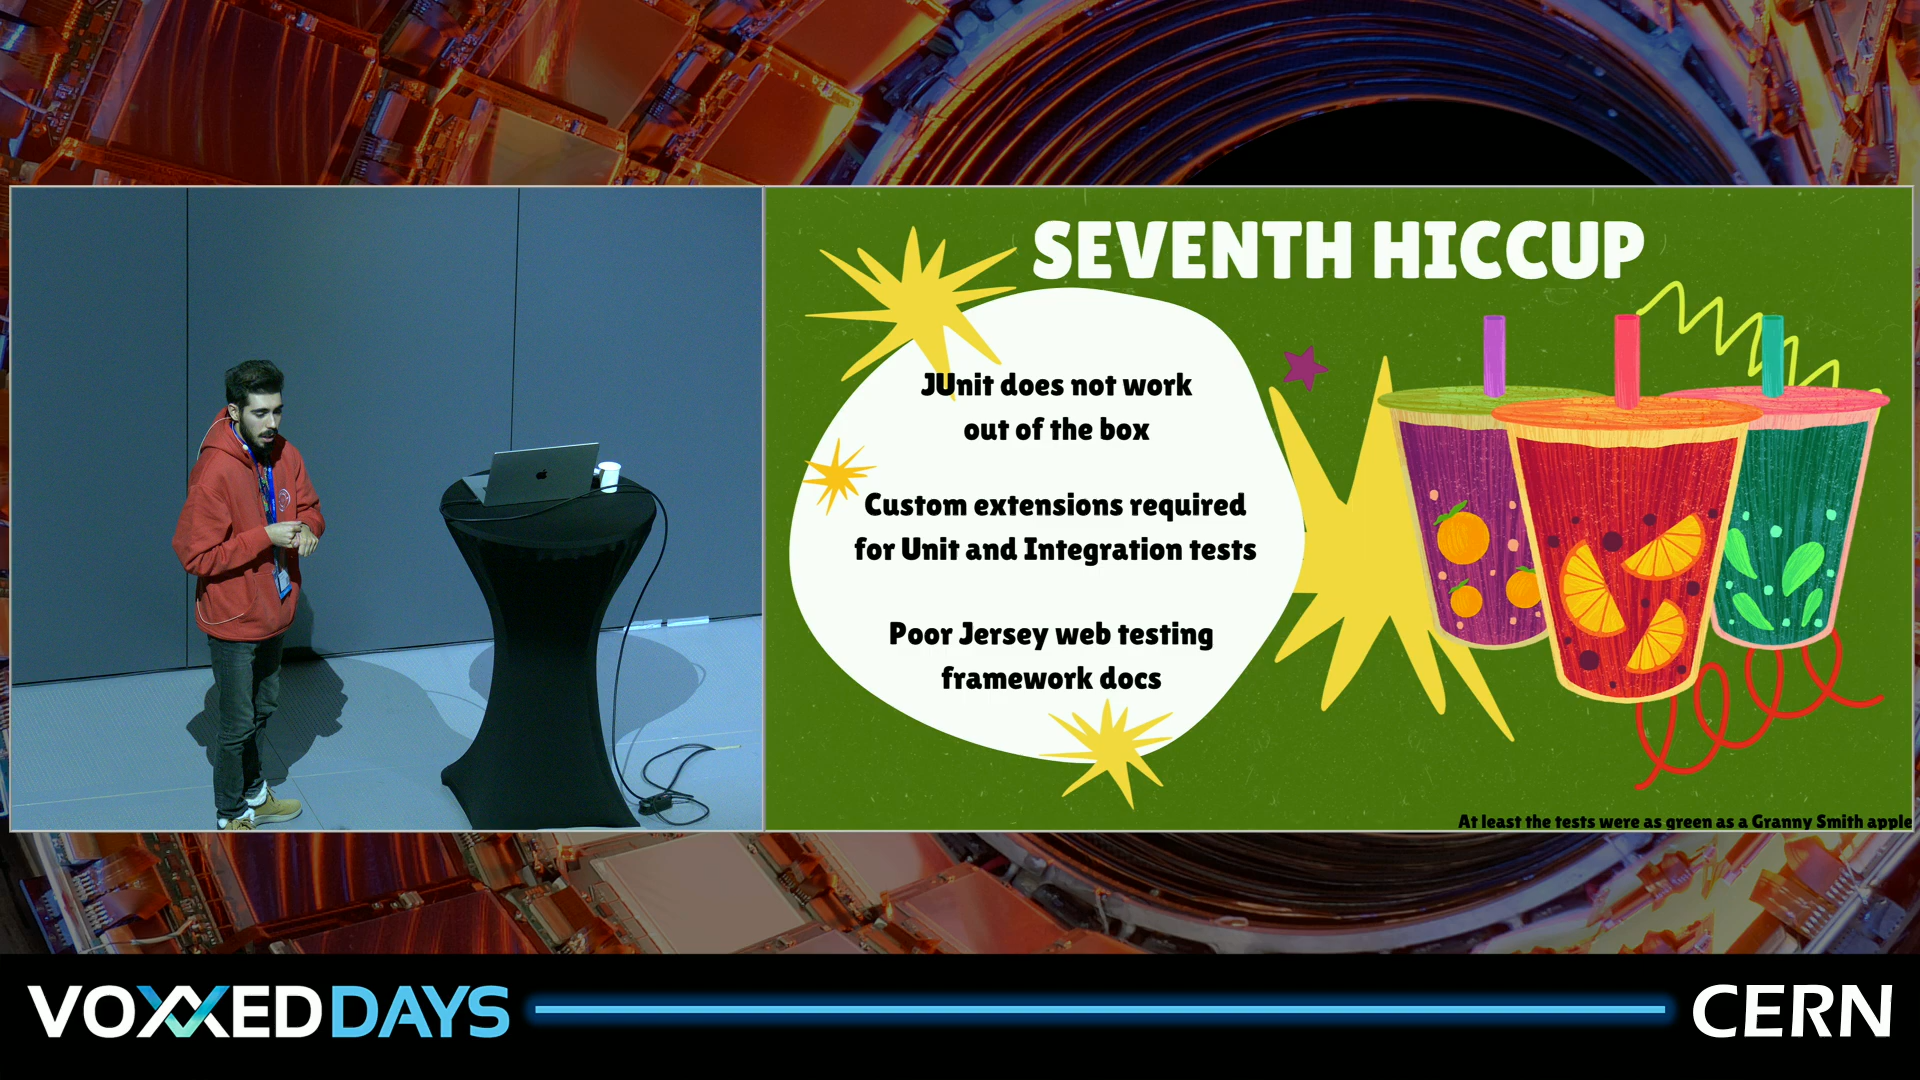 SEVENTH HICCUP
JUnit does not work
out of the box
Custom extensions required
for Unit and Integration tests
Poor Jersey web testing
framework docs
At least the tests were as green as a Granny Smith apple
VOXXEDDAYS
CERN